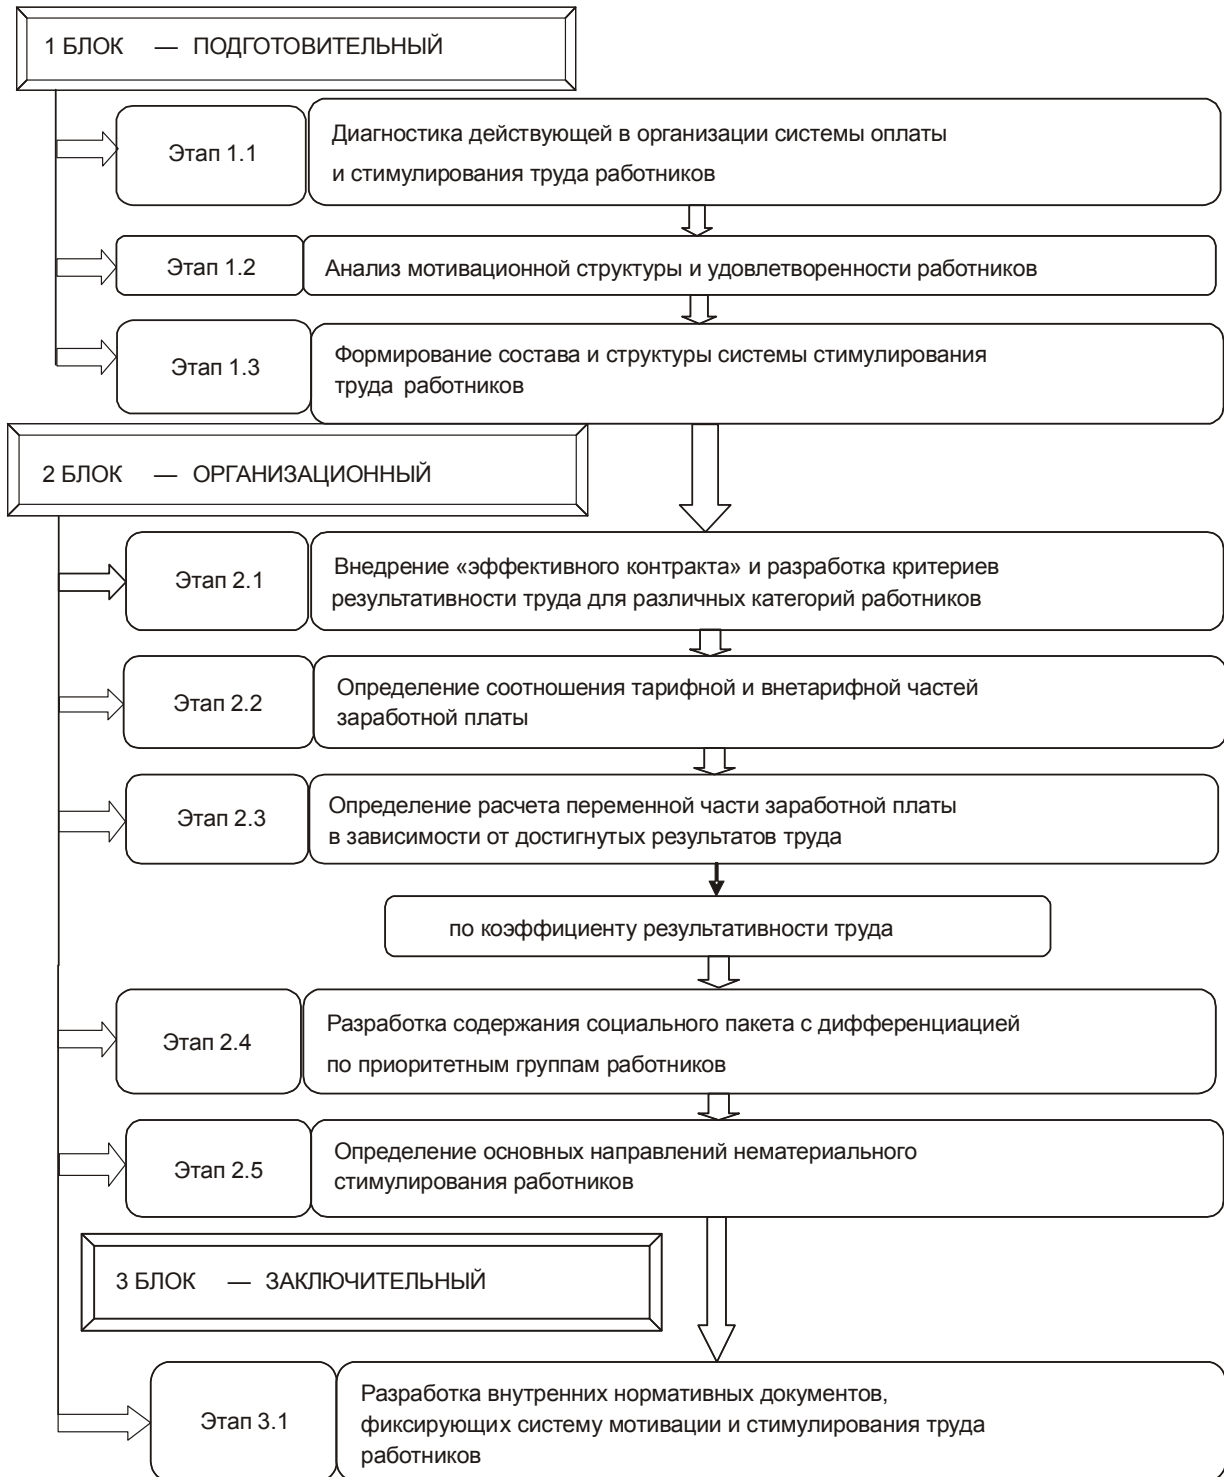 1 БЛОК — ПОДГОТОВИТЕЛЬНЫЙ
Этап 1.1
Диагностика действующей в организации системы оплаты
и стимулирования труда работников
Этап 1.2
Анализ мотивационной структуры и удовлетворенности работников
Этап 1.3
Формирование состава и структуры системы стимулирования
труда работников
2 БЛОК — ОРГАНИЗАЦИОННЫЙ
Этап 2.1
Внедрение «эффективного контракта» и разработка критериев
результативности труда для различных категорий работников
Этап 2.2
Определение соотношения тарифной и внетарифной частей
заработной платы
Этап 2.3
Определение расчета переменной части заработной платы
в зависимости от достигнутых результатов труда
по коэффициенту результативности труда
Этап 2.4
Разработка содержания социального пакета с дифференциацией
по приоритетным группам работников
Этап 2.5
Определение основных направлений нематериального
стимулирования работников
3 БЛОК — ЗАКЛЮЧИТЕЛЬНЫЙ
Этап 3.1
Разработка внутренних нормативных документов,
фиксирующих систему мотивации и стимулирования труда
работников